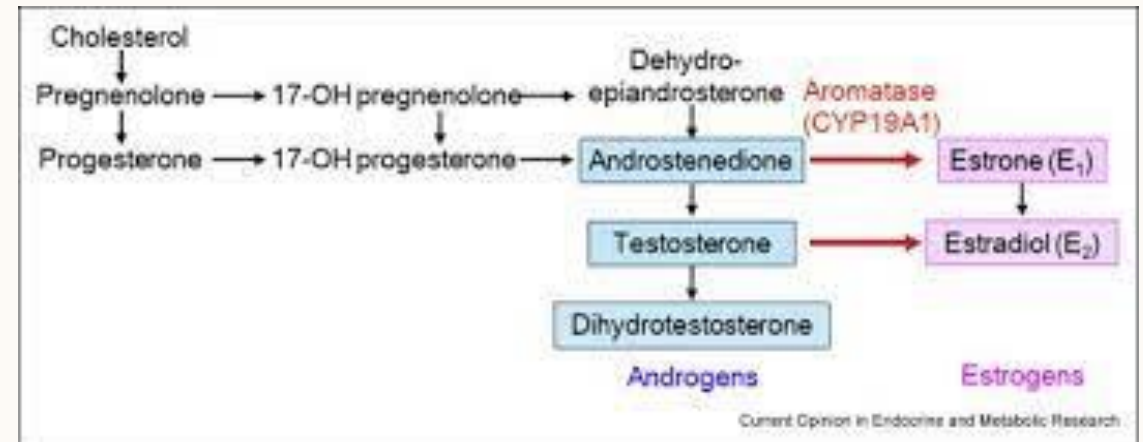 Cholesterol
Pregnenolone
17-OH pregnenolone
Dehydro-
epiandrosterone
Aromatase
(CYP19A1)
Progesterone
17-OH progesterone
Androstenedione
Estrone (E₁)
Testosterone
Estradiol (E₂)
Dihydrotestosterone
Androgens
Estrogens
Current Opinion in Endocrine and Metabolic Research